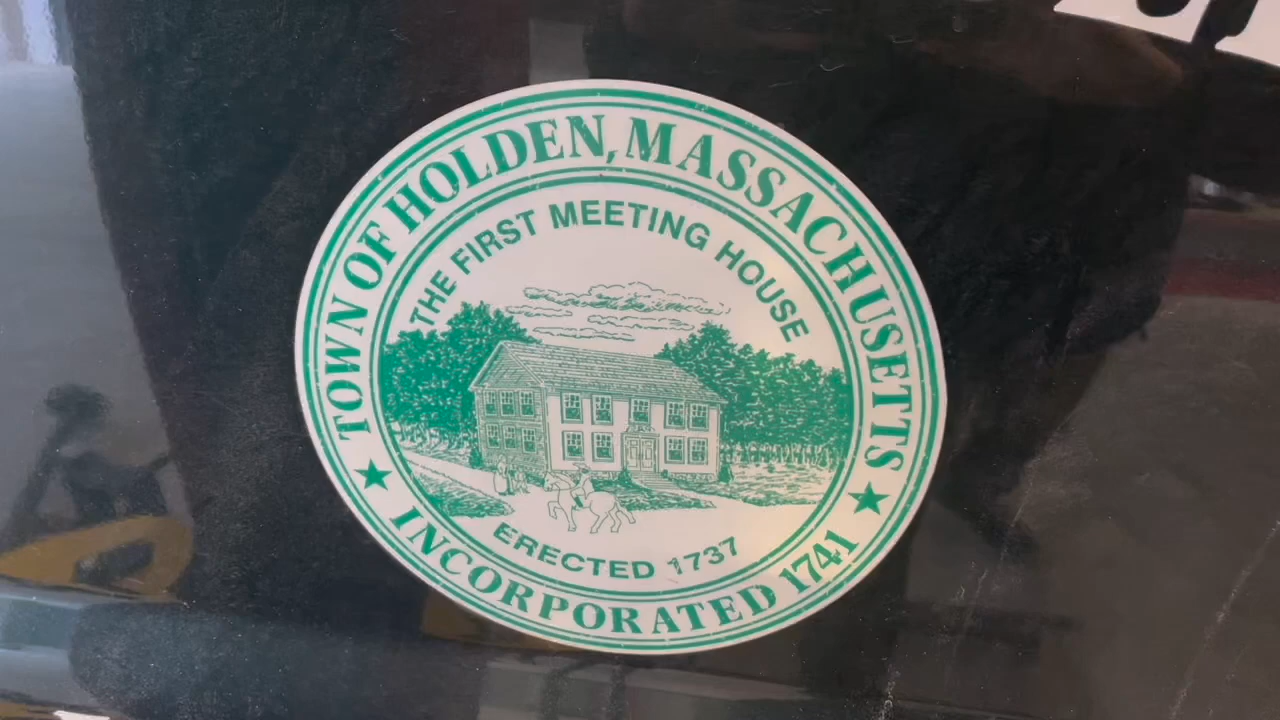 TOWN OF HOLDEN, MASSACHUSETTS
THE FIRST MEETING HOUSE
ERECTED 1737
INCORPORATED 1741